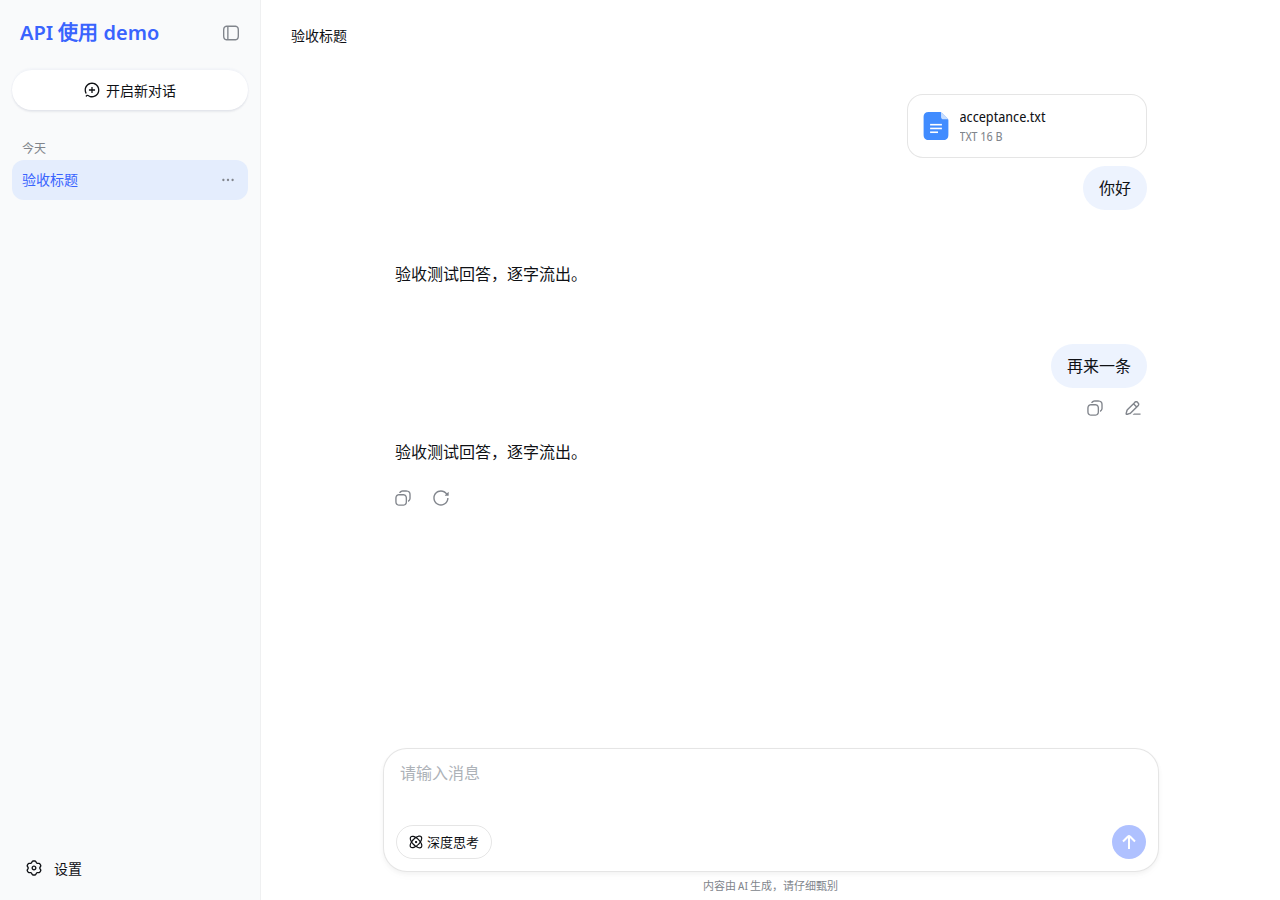 API 使用 demo
开启新对话
今天
验收标题
设置
验收标题
acceptance.txt
TXT 16 B
你好
验收测试回答，逐字流出。
再来一条
验收测试回答，逐字流出。
请输入消息
深度思考
内容由 AI 生成，请仔细甄别